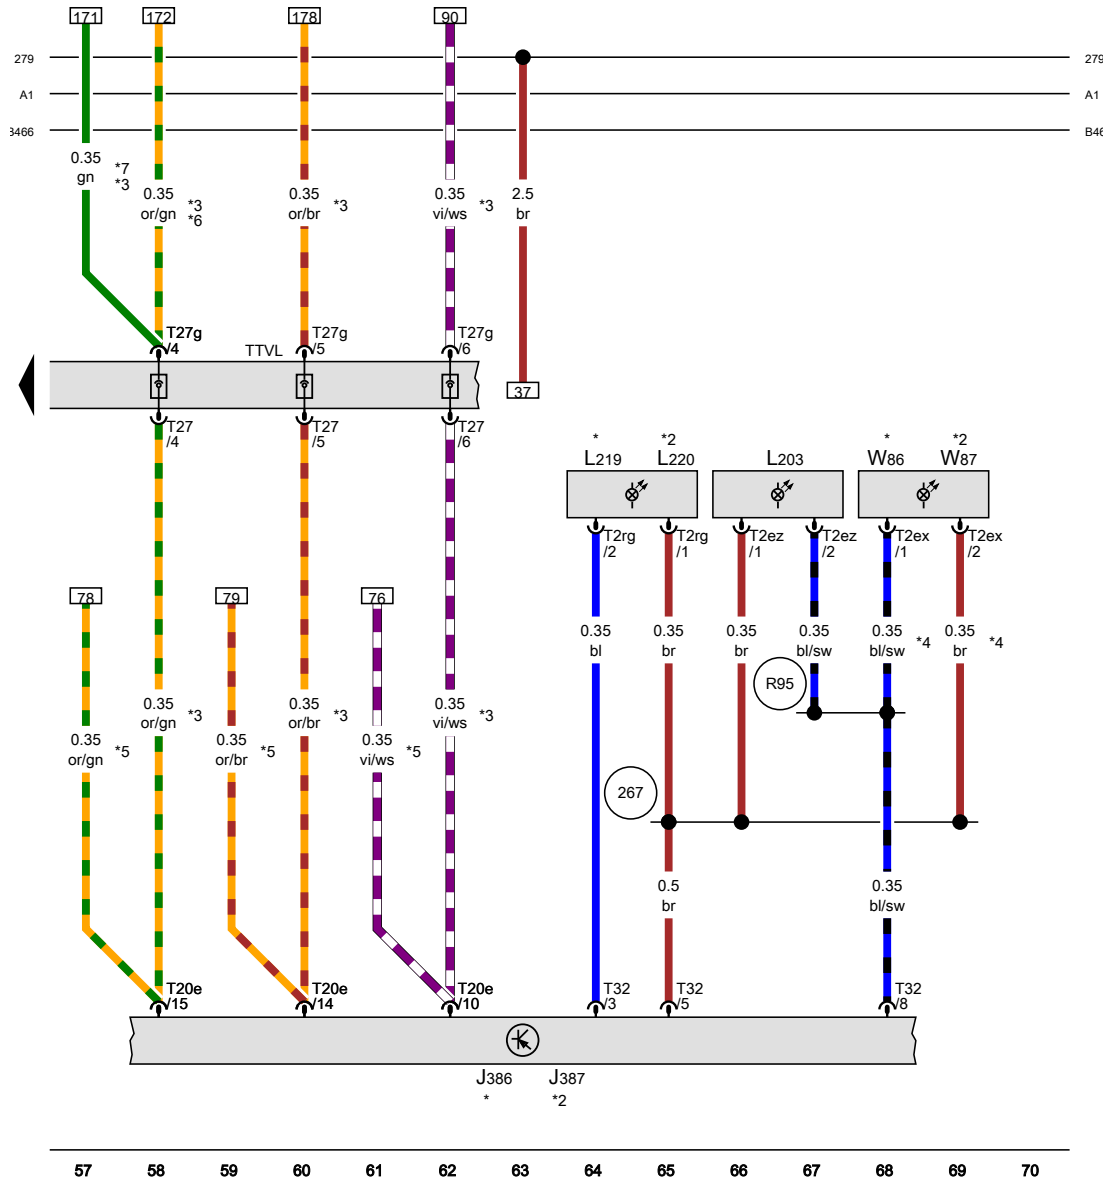 171 172 178 90
279 279
A1 A1
B466 B46
0.35 gn *7 *3
0.35 or/gn *3 *6
0.35 or/br *3
0.35 vi/ws *3
2.5 br
T27g /4
TTVL
T27g /5
T27g /6
37
T27 /4
T27 /5
T27 /6
* *2 * *2
L219 L220 L203 W86 W87
T2rg /2
T2rg /1
T2ez /1
T2ez /2
T2ex /1
T2ex /2
78 79 76
0.35 bl
0.35 br
0.35 br
0.35 bl/sw
0.35 bl/sw *4
0.35 br *4
R95
0.35 or/gn *3
0.35 or/br *3
0.35 vi/ws *3
0.35 or/gn *5
0.35 or/br *5
0.35 vi/ws *5
267
0.5 br
0.35 bl/sw
T20e /15
T20e /14
T20e /10
T32 /3
T32 /5
T32 /8
J386 J387
* *2
57 58 59 60 61 62 63 64 65 66 67 68 69 70